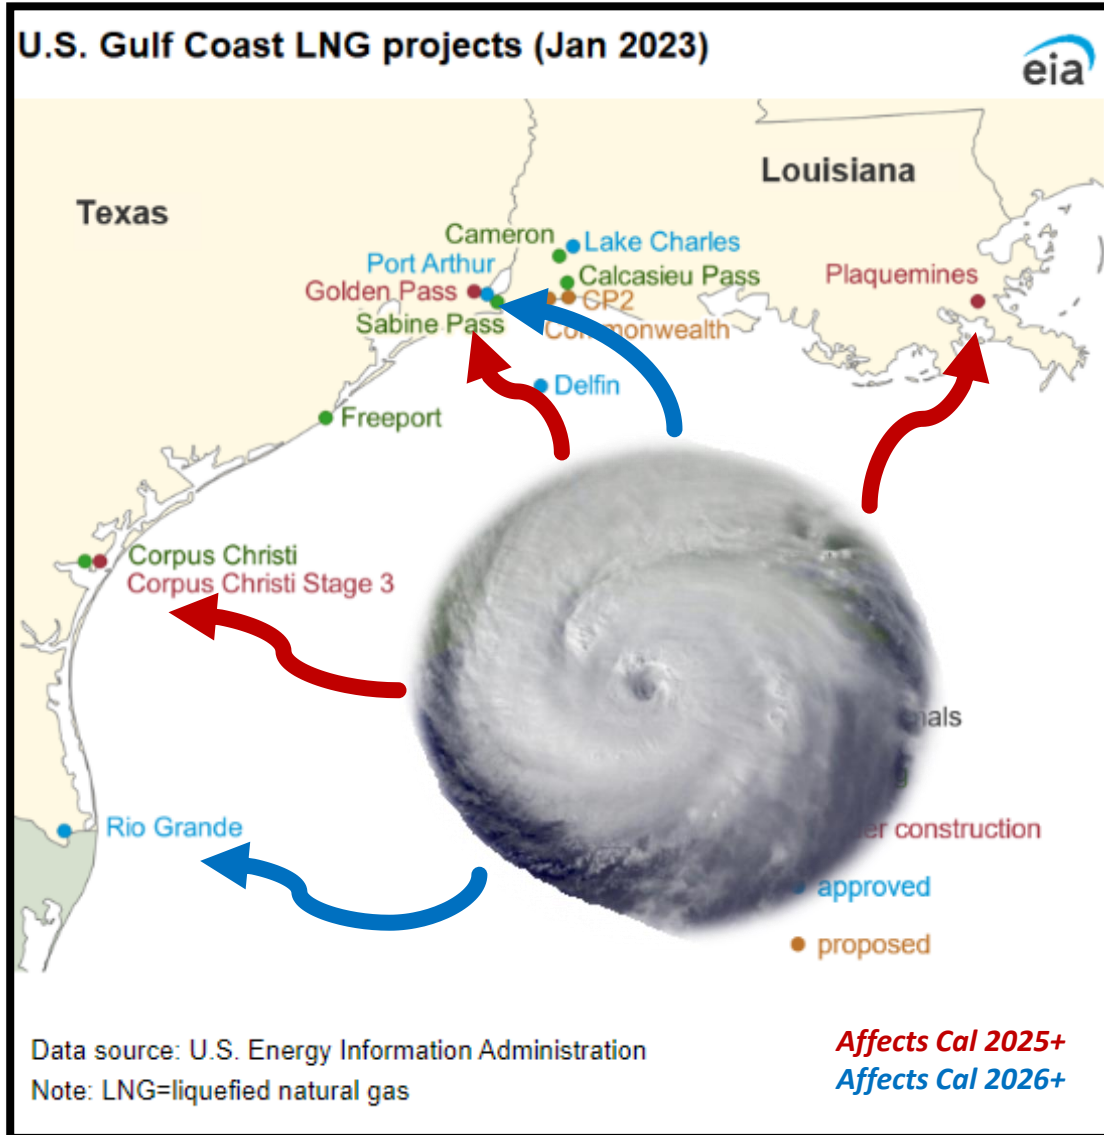 U.S. Gulf Coast LNG projects (Jan 2023)
eia
Louisiana
Texas
Cameron
Lake Charles
Port Arthur
Calcasieu Pass
Plaquemines
Golden Pass
CP2
Sabine Pass
Commonwealth
Delfin
Freeport
Corpus Christi
Corpus Christi Stage 3
Rio Grande
construction
approved
proposed
Data source: U.S. Energy Information Administration
Note: LNG=liquefied natural gas
Affects Cal 2025+
Affects Cal 2026+